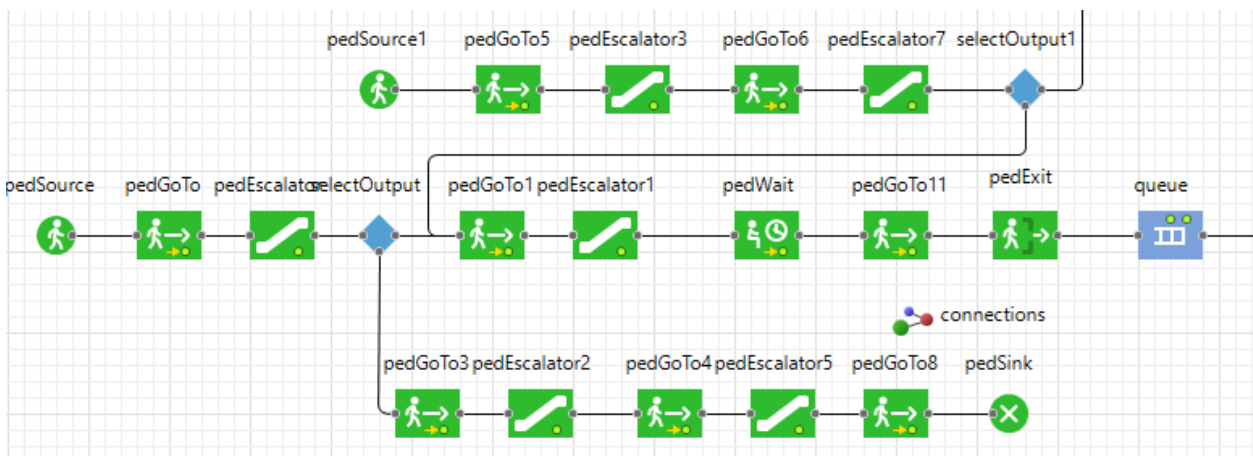 pedSource1 pedGoTo5 pedEscalator3 pedGoTo6 pedEscalator7 selectOutput1
pedSource pedGoTo pedEscalator selectOutput pedGoTo1 pedEscalator1 pedWait pedGoTo11 pedExit queue
connections
pedGoTo3 pedEscalator2 pedGoTo4 pedEscalator5 pedGoTo8 pedSink